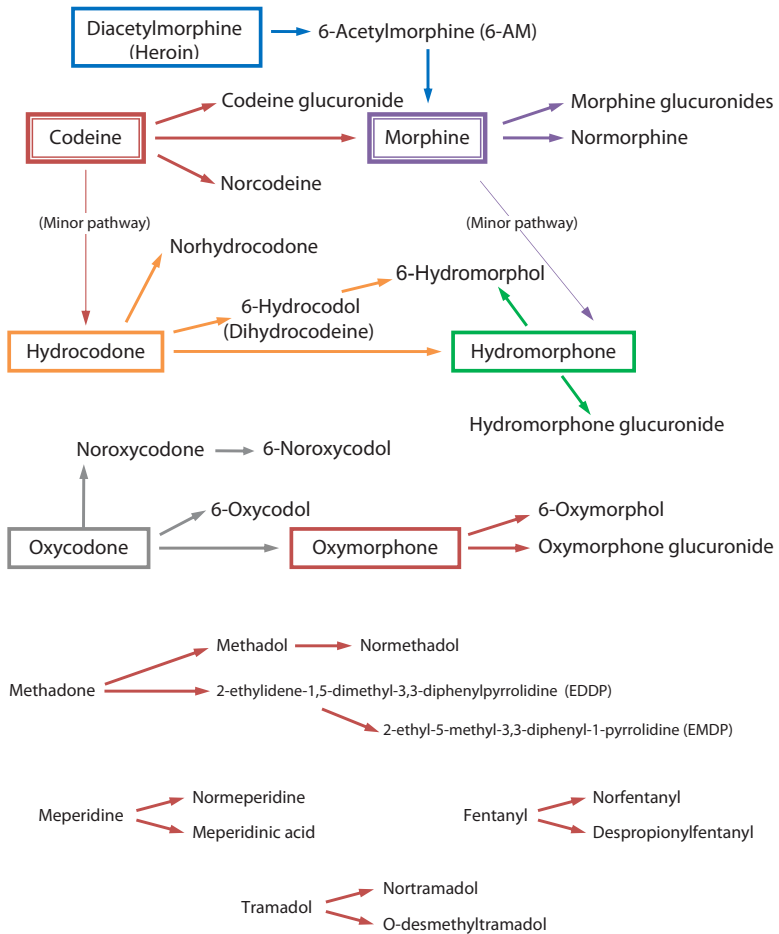 Diacetylmorphine
(Heroin)
6-Acetylmorphine (6-AM)
Codeine glucuronide
Morphine glucuronides
Codeine
Morphine
Normorphine
Norcodeine
(Minor pathway)
(Minor pathway)
Norhydrocodone
6-Hydromorphol
6-Hydrocodol
(Dihydrocodeine)
Hydrocodone
Hydromorphone
Hydromorphone glucuronide
Noroxycodone
6-Noroxycodol
6-Oxycodol
6-Oxymorphol
Oxycodone
Oxymorphone
Oxymorphone glucuronide
Methadol
Normethadol
Methadone
2-ethylidene-1,5-dimethyl-3,3-diphenylpyrrolidine (EDDP)
2-ethyl-5-methyl-3,3-diphenyl-1-pyrrolidine (EMDP)
Normeperidine
Norfentanyl
Meperidine
Fentanyl
Meperidinic acid
Despropionylfentanyl
Nortramadol
Tramadol
O-desmethyltramadol